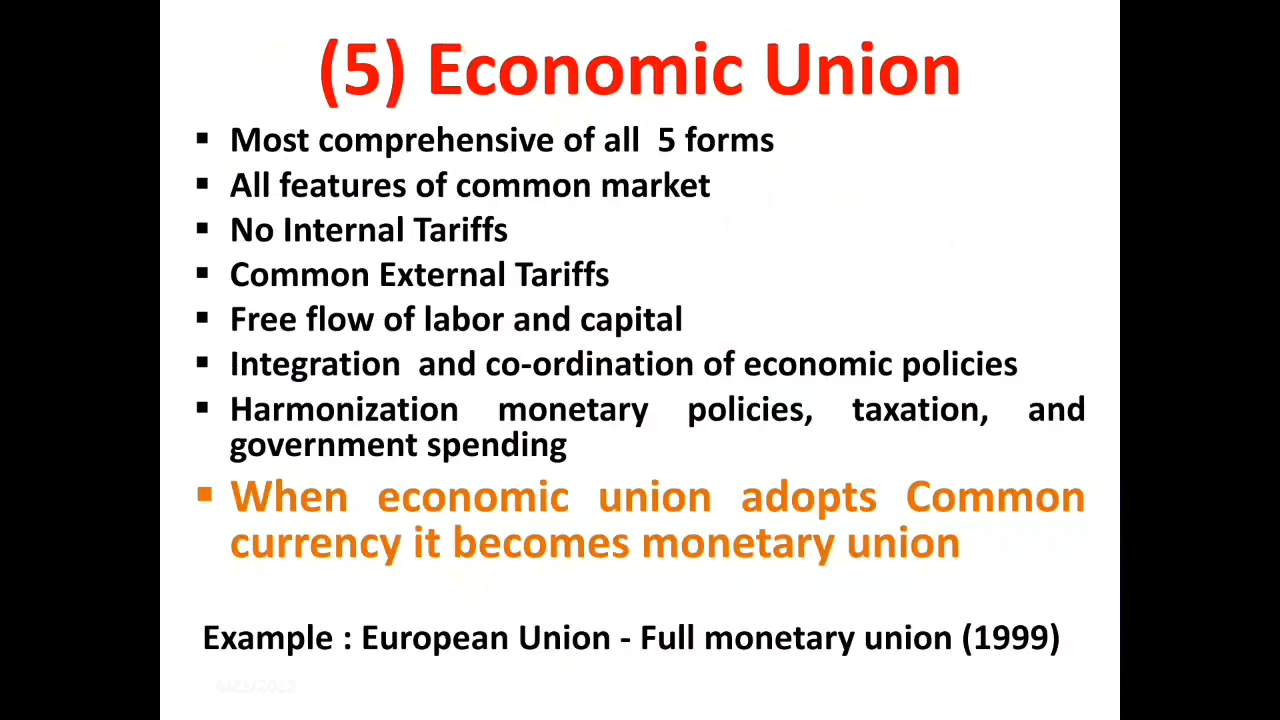 (5) Economic Union
▪ Most comprehensive of all 5 forms
▪ All features of common market
▪ No Internal Tariffs
▪ Common External Tariffs
▪ Free flow of labor and capital
▪ Integration and co-ordination of economic policies
▪ Harmonization monetary policies, taxation, and
government spending
▪ When economic union adopts Common
currency it becomes monetary union
Example : European Union - Full monetary union (1999)